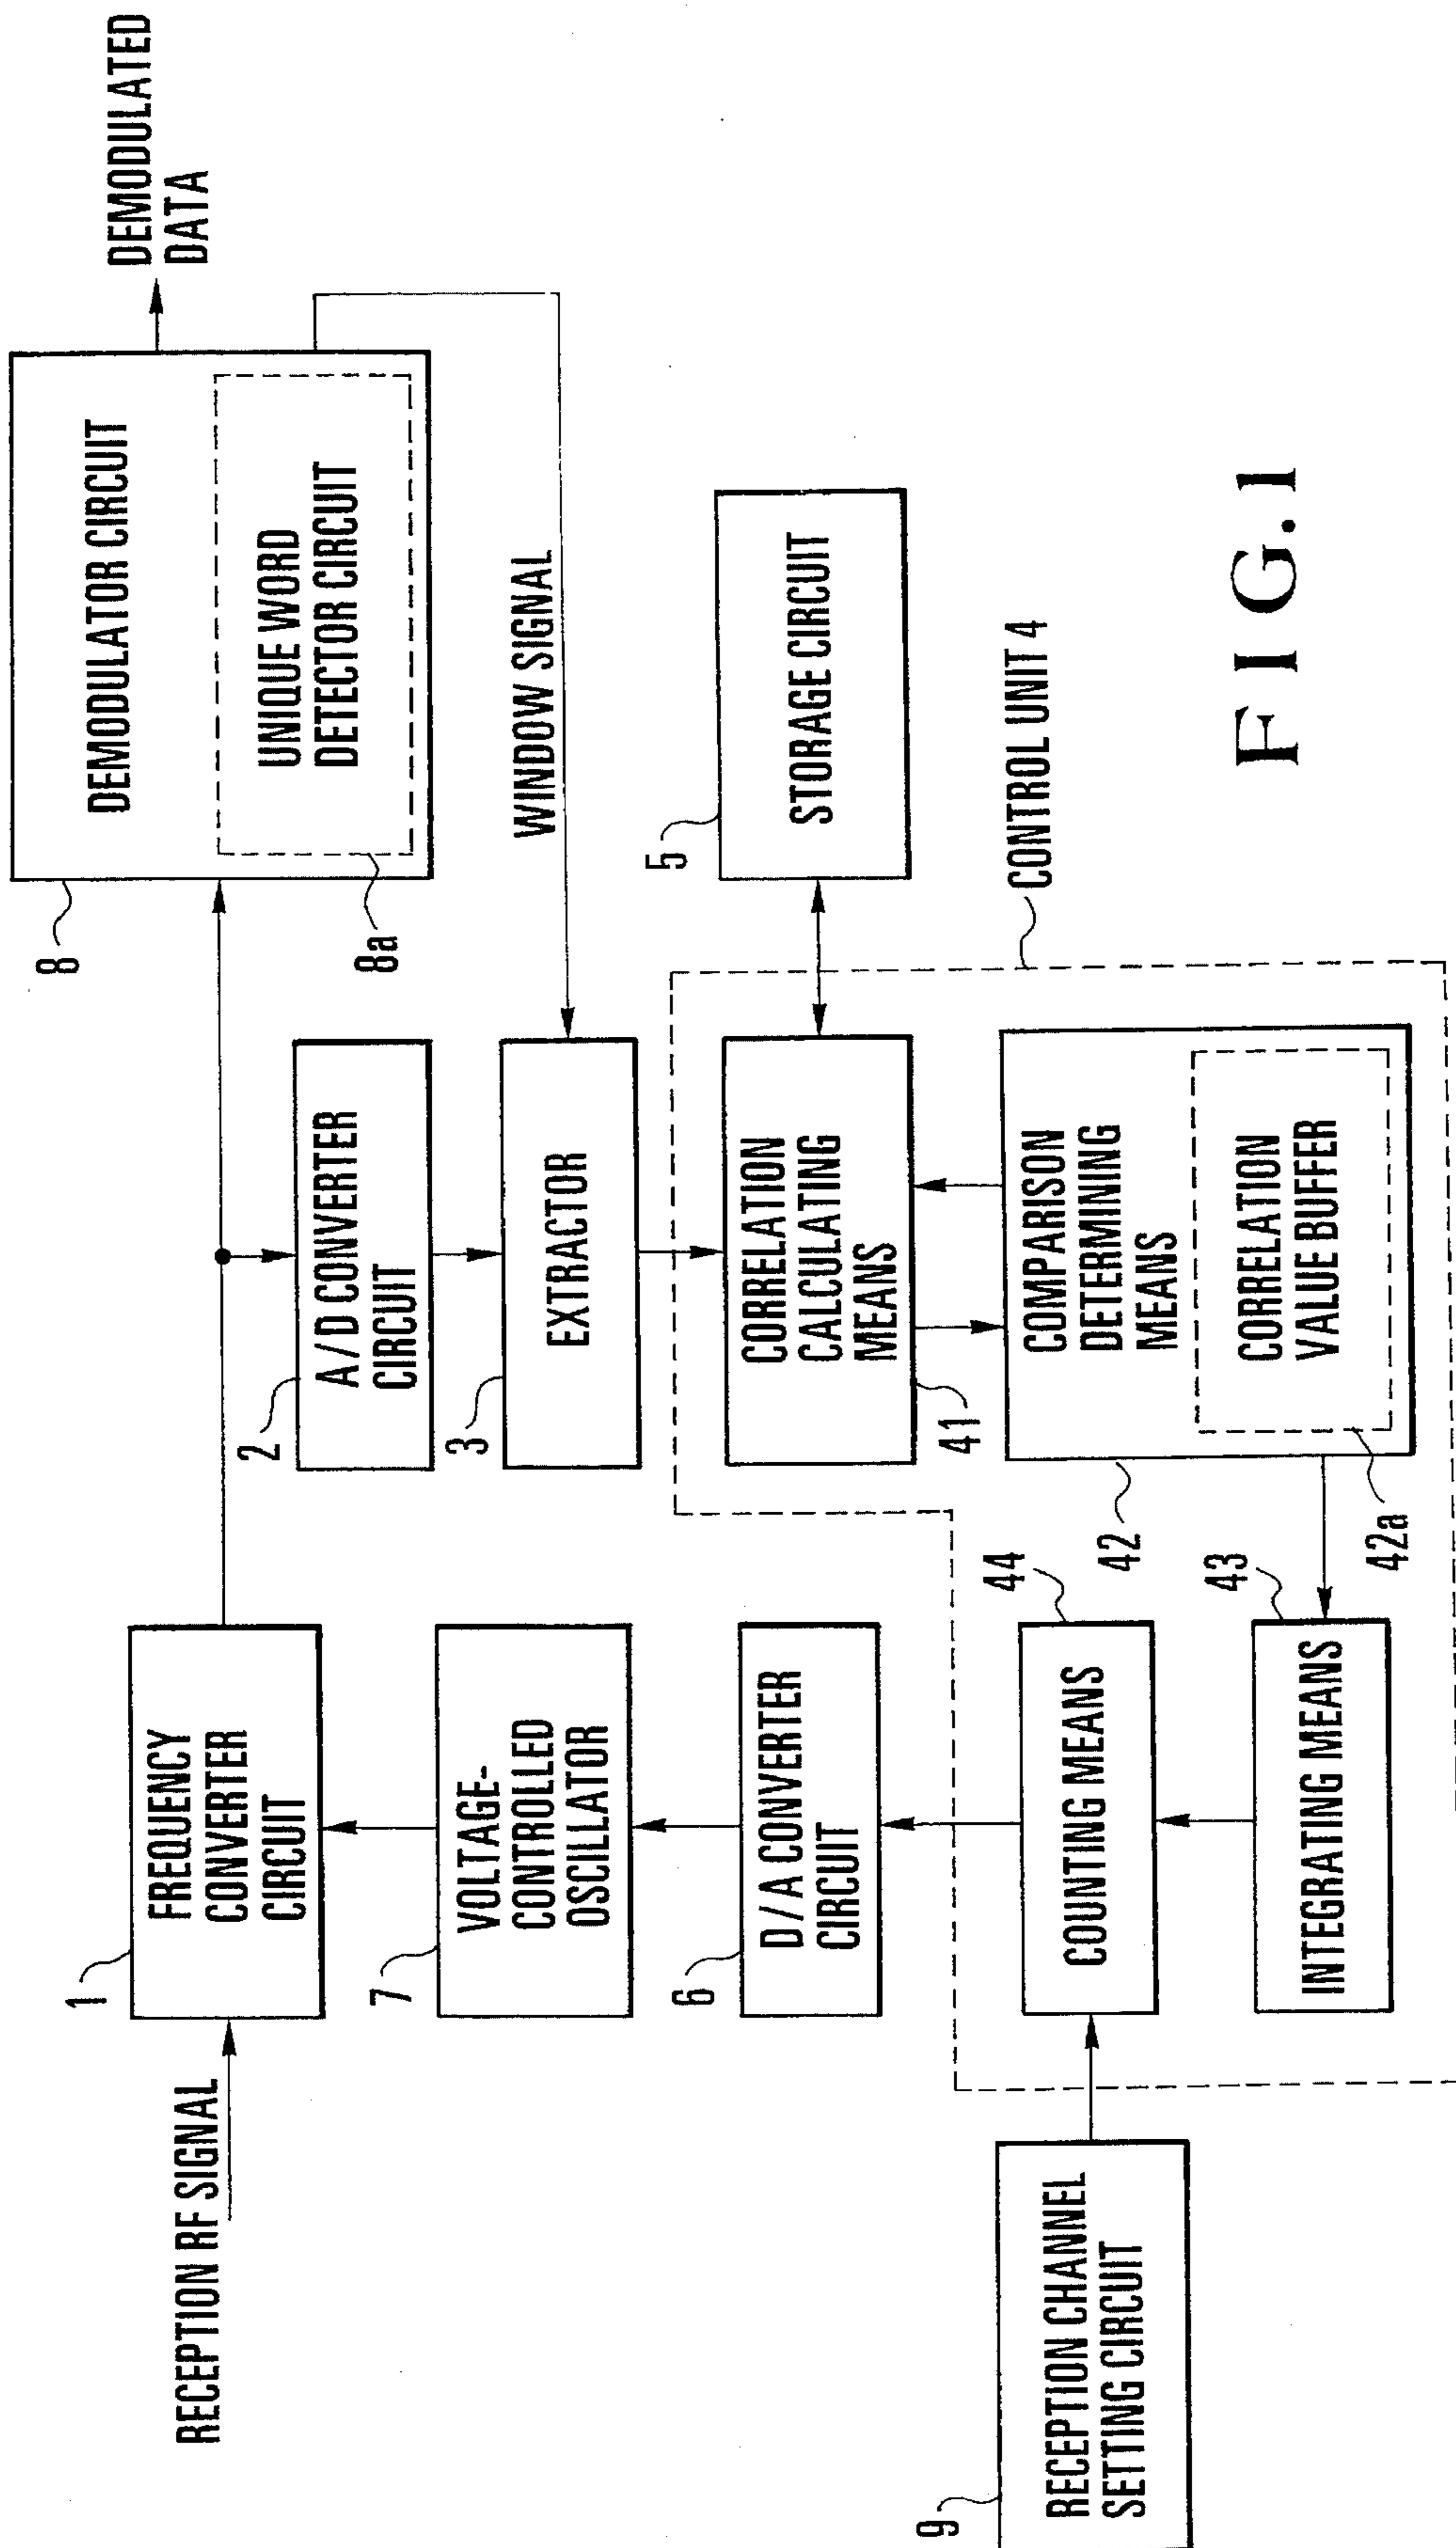 DEMODULATED
DATA
8
DEMODULATOR CIRCUIT
8a
UNIQUE WORD
DETECTOR CIRCUIT
RECEPTION RF SIGNAL
1
FREQUENCY
CONVERTER
CIRCUIT
2
A/D CONVERTER
CIRCUIT
WINDOW SIGNAL
7
VOLTAGE-
CONTROLLED
OSCILLATOR
3
EXTRACTOR
5
STORAGE CIRCUIT
6
D/A CONVERTER
CIRCUIT
41
CORRELATION
CALCULATING
MEANS
CONTROL UNIT 4
9
RECEPTION CHANNEL
SETTING CIRCUIT
44
COUNTING MEANS
42
COMPARISON
DETERMINING
MEANS
43
INTEGRATING MEANS
42a
CORRELATION
VALUE BUFFER
FIG.1